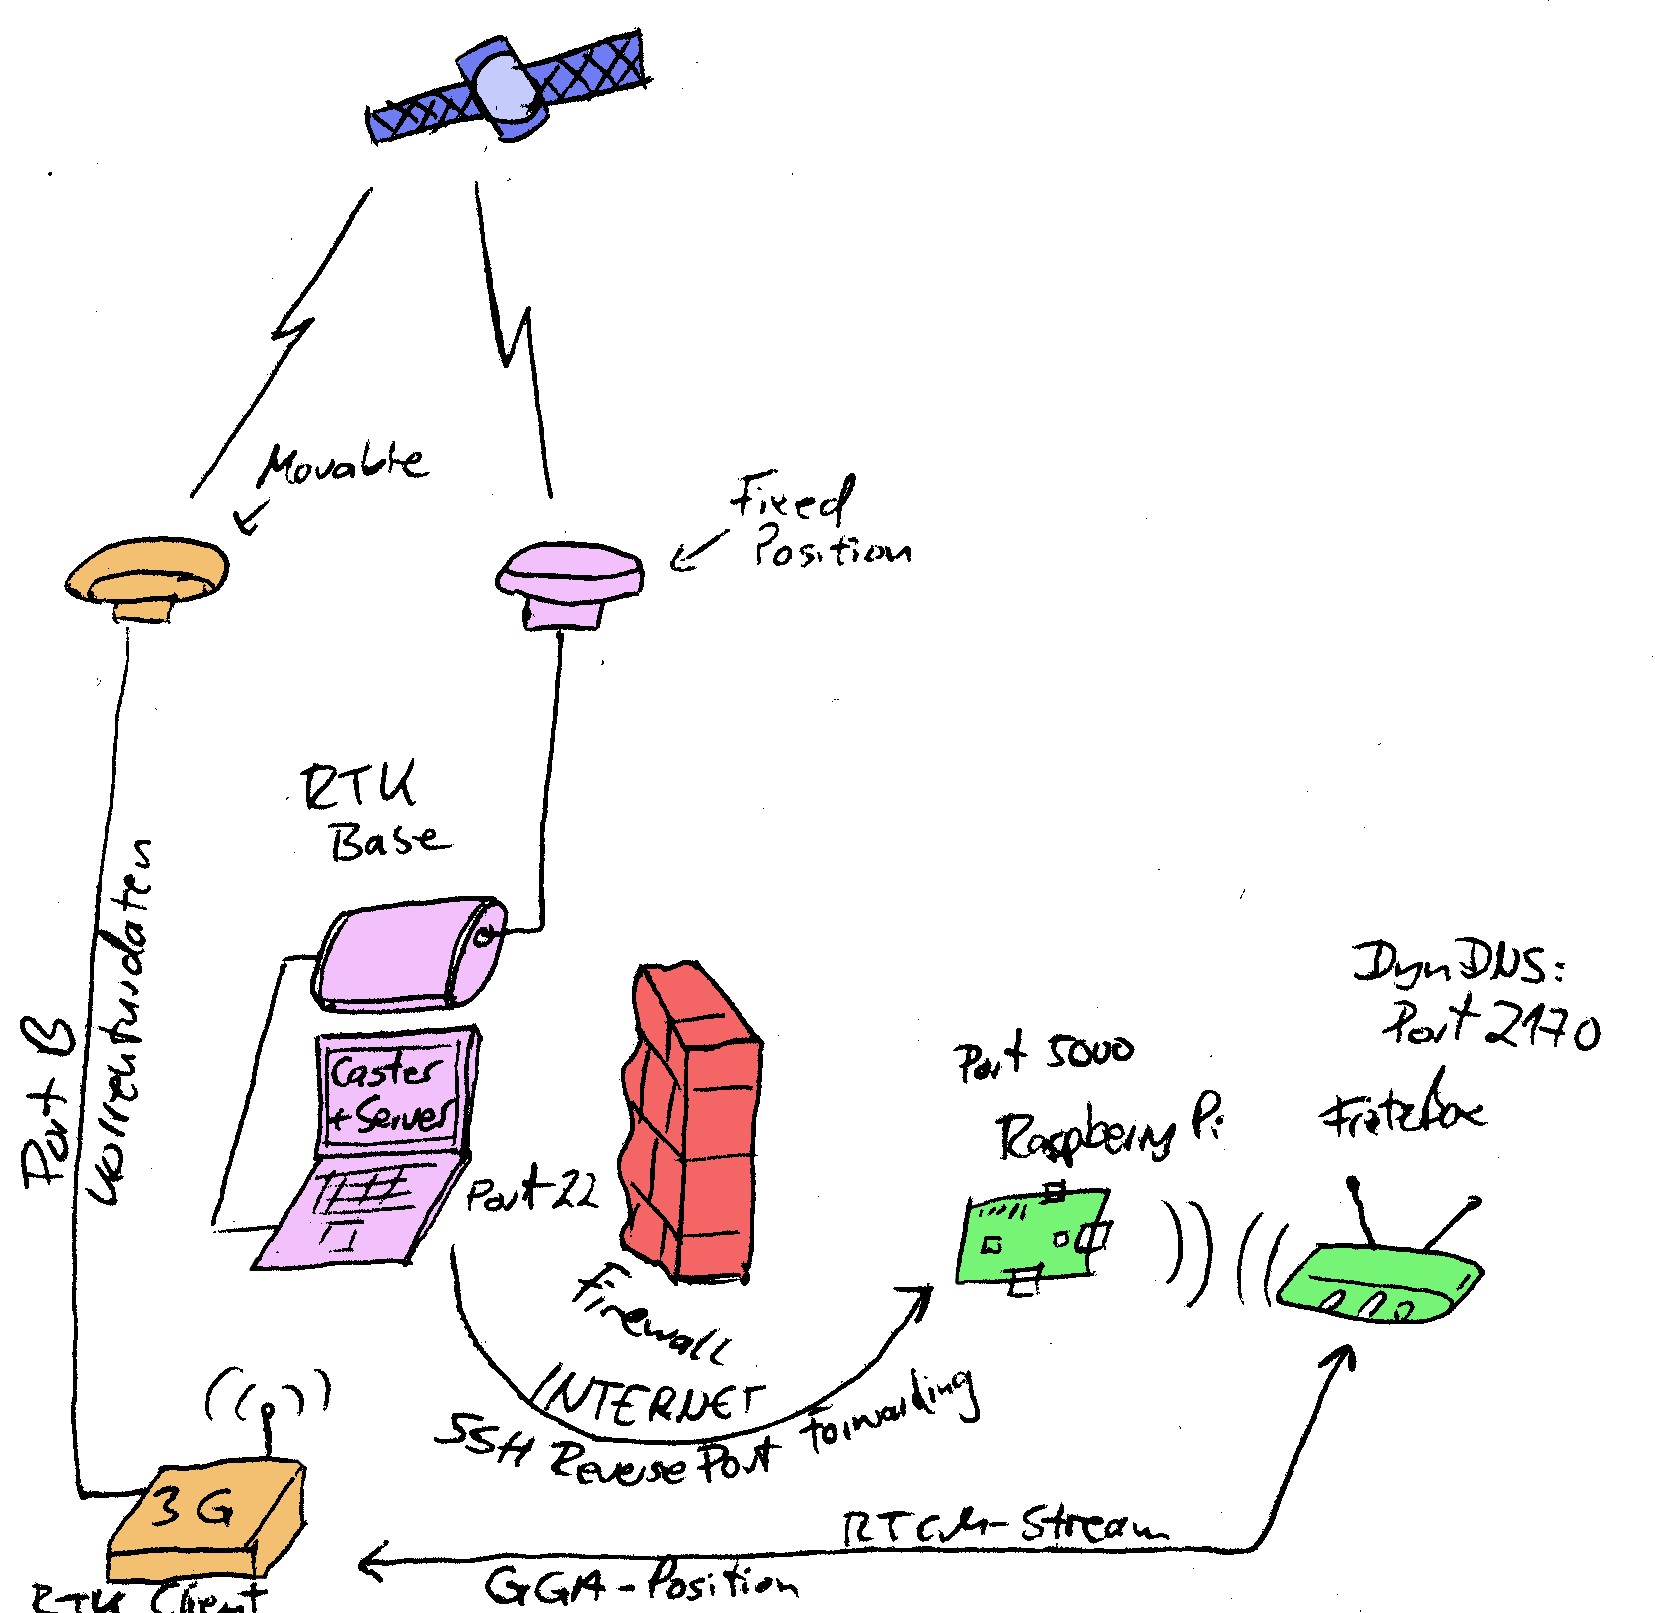 Movable
Fixed
Position
RTK
Base
Caster
+ Server
Port 22
Firewall
Port 5000
Raspberry Pi
DynDNS:
Port 2170
Fritzbox
Port B
Korrekturdaten
INTERNET
SSH Reverse Port Forwarding
3G
RTK Client
RTCM-Stream
GGA-Position